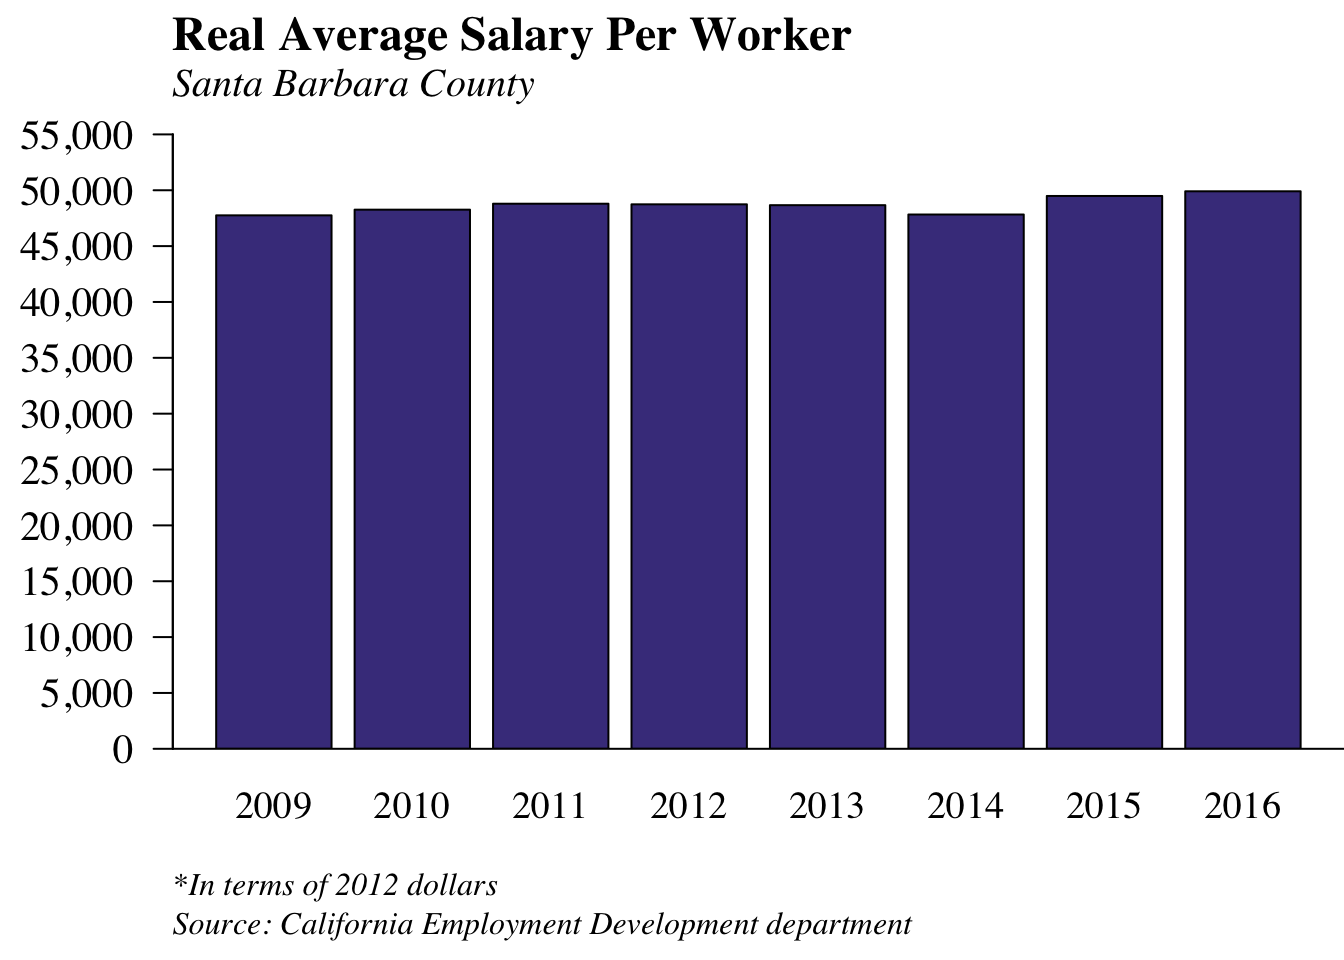 Real Average Salary Per Worker
Santa Barbara County
55,000
50,000
45,000
40,000
35,000
30,000
25,000
20,000
15,000
10,000
5,000
0
2009 2010 2011 2012 2013 2014 2015 2016
*In terms of 2012 dollars
Source: California Employment Development department